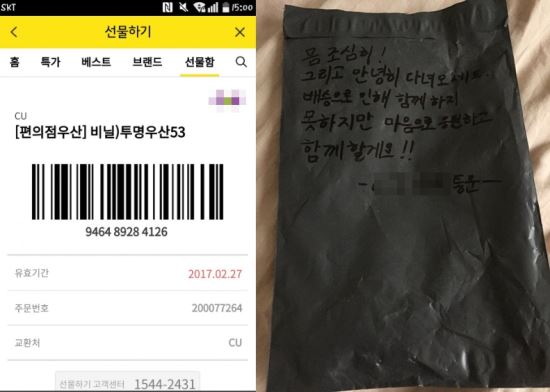 SKT
15:00
선물하기
홈 특가 베스트 브랜드 선물함
CU
[편의점우산] 비닐)투명우산53
9464 8928 4126
유효기간 2017.02.27
주문번호 200077264
교환처 CU
선물하기 고객센터 1544-2431
몸 조심히!
그리고 안녕히 다녀오세요..
배송으로 인해 함께 하지
못하지만 마음으로 응원하고
함께 할게요!!